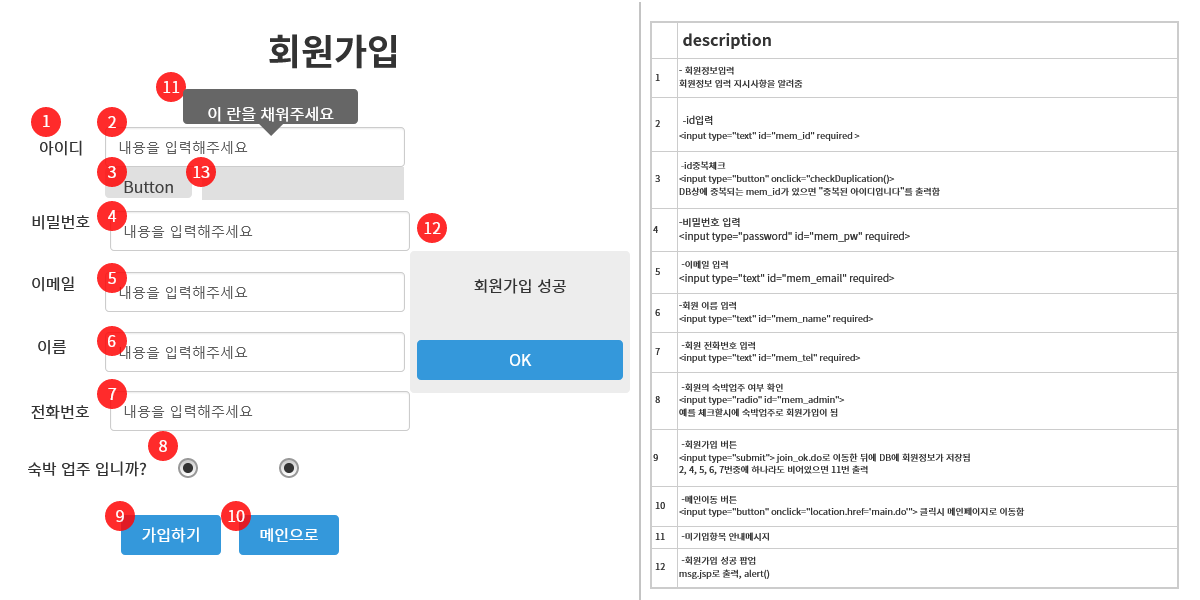 회원가입
11
이 란을 채워주세요
1
2
아이디
내용을 입력해주세요
3
Button
13
비밀번호
4
내용을 입력해주세요
12
이메일
5
내용을 입력해주세요
회원가입 성공
이름
6
내용을 입력해주세요
OK
전화번호
7
내용을 입력해주세요
8
숙박 업주 입니까?
9
가입하기
10
메인으로
description
1
- 회원정보입력
회원정보 입력 지시사항을 알려줌
2
-id입력
<input type="text" id="mem_id" required >
3
-id중복체크
<input type="button" onclick="checkDuplication()>
DB상에 중복되는 mem_id가 있으면 "중복된 아이디입니다"를 출력함
4
-비밀번호 입력
<input type="password" id="mem_pw" required>
5
-이메일 입력
<input type="text" id="mem_email" required>
6
-회원 이름 입력
<input type="text" id="mem_name" required>
7
-회원 전화번호 입력
<input type="text" id="mem_tel" required>
8
-회원의 숙박업주 여부 확인
<input type="radio" id="mem_admin">
예를 체크할시에 숙박업주로 회원가입이 됨
9
-회원가입 버튼
<input type="submit"> join_ok.do로 이동한 뒤에 DB에 회원정보가 저장됨
2, 4, 5, 6, 7번중에 하나라도 비어있으면 11번 출력
10
-메인이동 버튼
<input type="button" onclick="location.href='main.do'"> 클릭시 메인페이지로 이동함
11
-미기입항목 안내메시지
12
-회원가입 성공 팝업
msg.jsp로 출력, alert()